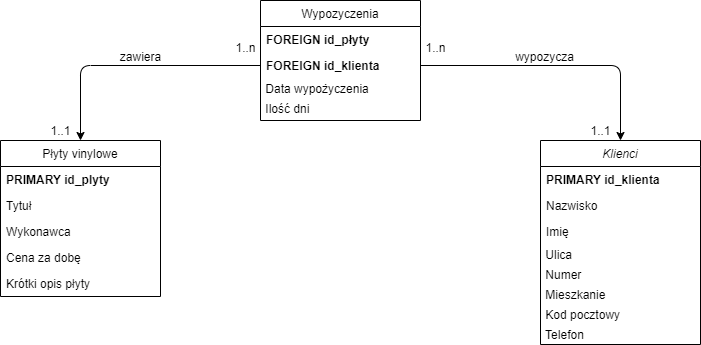 Wypozyczenia
FOREIGN id_płyty
FOREIGN id_klienta
Data wypożyczenia
Ilość dni
1..n
zawiera
1..1
1..n
wypozycza
1..1
Płyty vinylowe
PRIMARY id_plyty
Tytuł
Wykonawca
Cena za dobę
Krótki opis płyty
Klienci
PRIMARY id_klienta
Nazwisko
Imię
Ulica
Numer
Mieszkanie
Kod pocztowy
Telefon